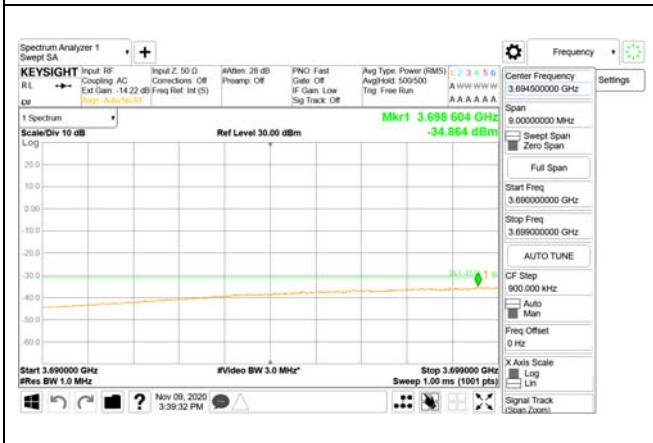 Spectrum Analyzer 1
Swept SA
+
Frequency
KEYSIGHT
RL
Input: RF
Coupling: AC
Ext Gain: -14.22 dB
Align: Auto/No RF
Input Z: 50 Ω
Corrections: Off
Freq Ref: Int (S)
#Atten: 28 dB
Preamp: Off
PNO: Fast
Gate: Off
IF Gain: Low
Sig Track: Off
Avg Type: Power (RMS)
Avg|Hold: 500/500
Trig: Free Run
1 2 3 4 5 6
A W W W W W
A A A A A A
1 Spectrum
Scale/Div 10 dB
Ref Level 30.00 dBm
Mkr1 3.698 604 GHz
-34.864 dBm
Log
20.0
10.0
0.00
-10.0
-20.0
-30.0
-40.0
-50.0
-60.0
1
Start 3.690000 GHz
#Res BW 1.0 MHz
#Video BW 3.0 MHz*
Stop 3.699000 GHz
Sweep 1.00 ms (1001 pts)
Nov 09, 2020
3:39:32 PM
Center Frequency
3.694500000 GHz
Settings
Span
9.00000000 MHz
Swept Span
Zero Span
Full Span
Start Freq
3.690000000 GHz
Stop Freq
3.699000000 GHz
AUTO TUNE
CF Step
900.000 kHz
Auto
Man
Freq Offset
0 Hz
X Axis Scale
Log
Lin
Signal Track
(Span Zoom)